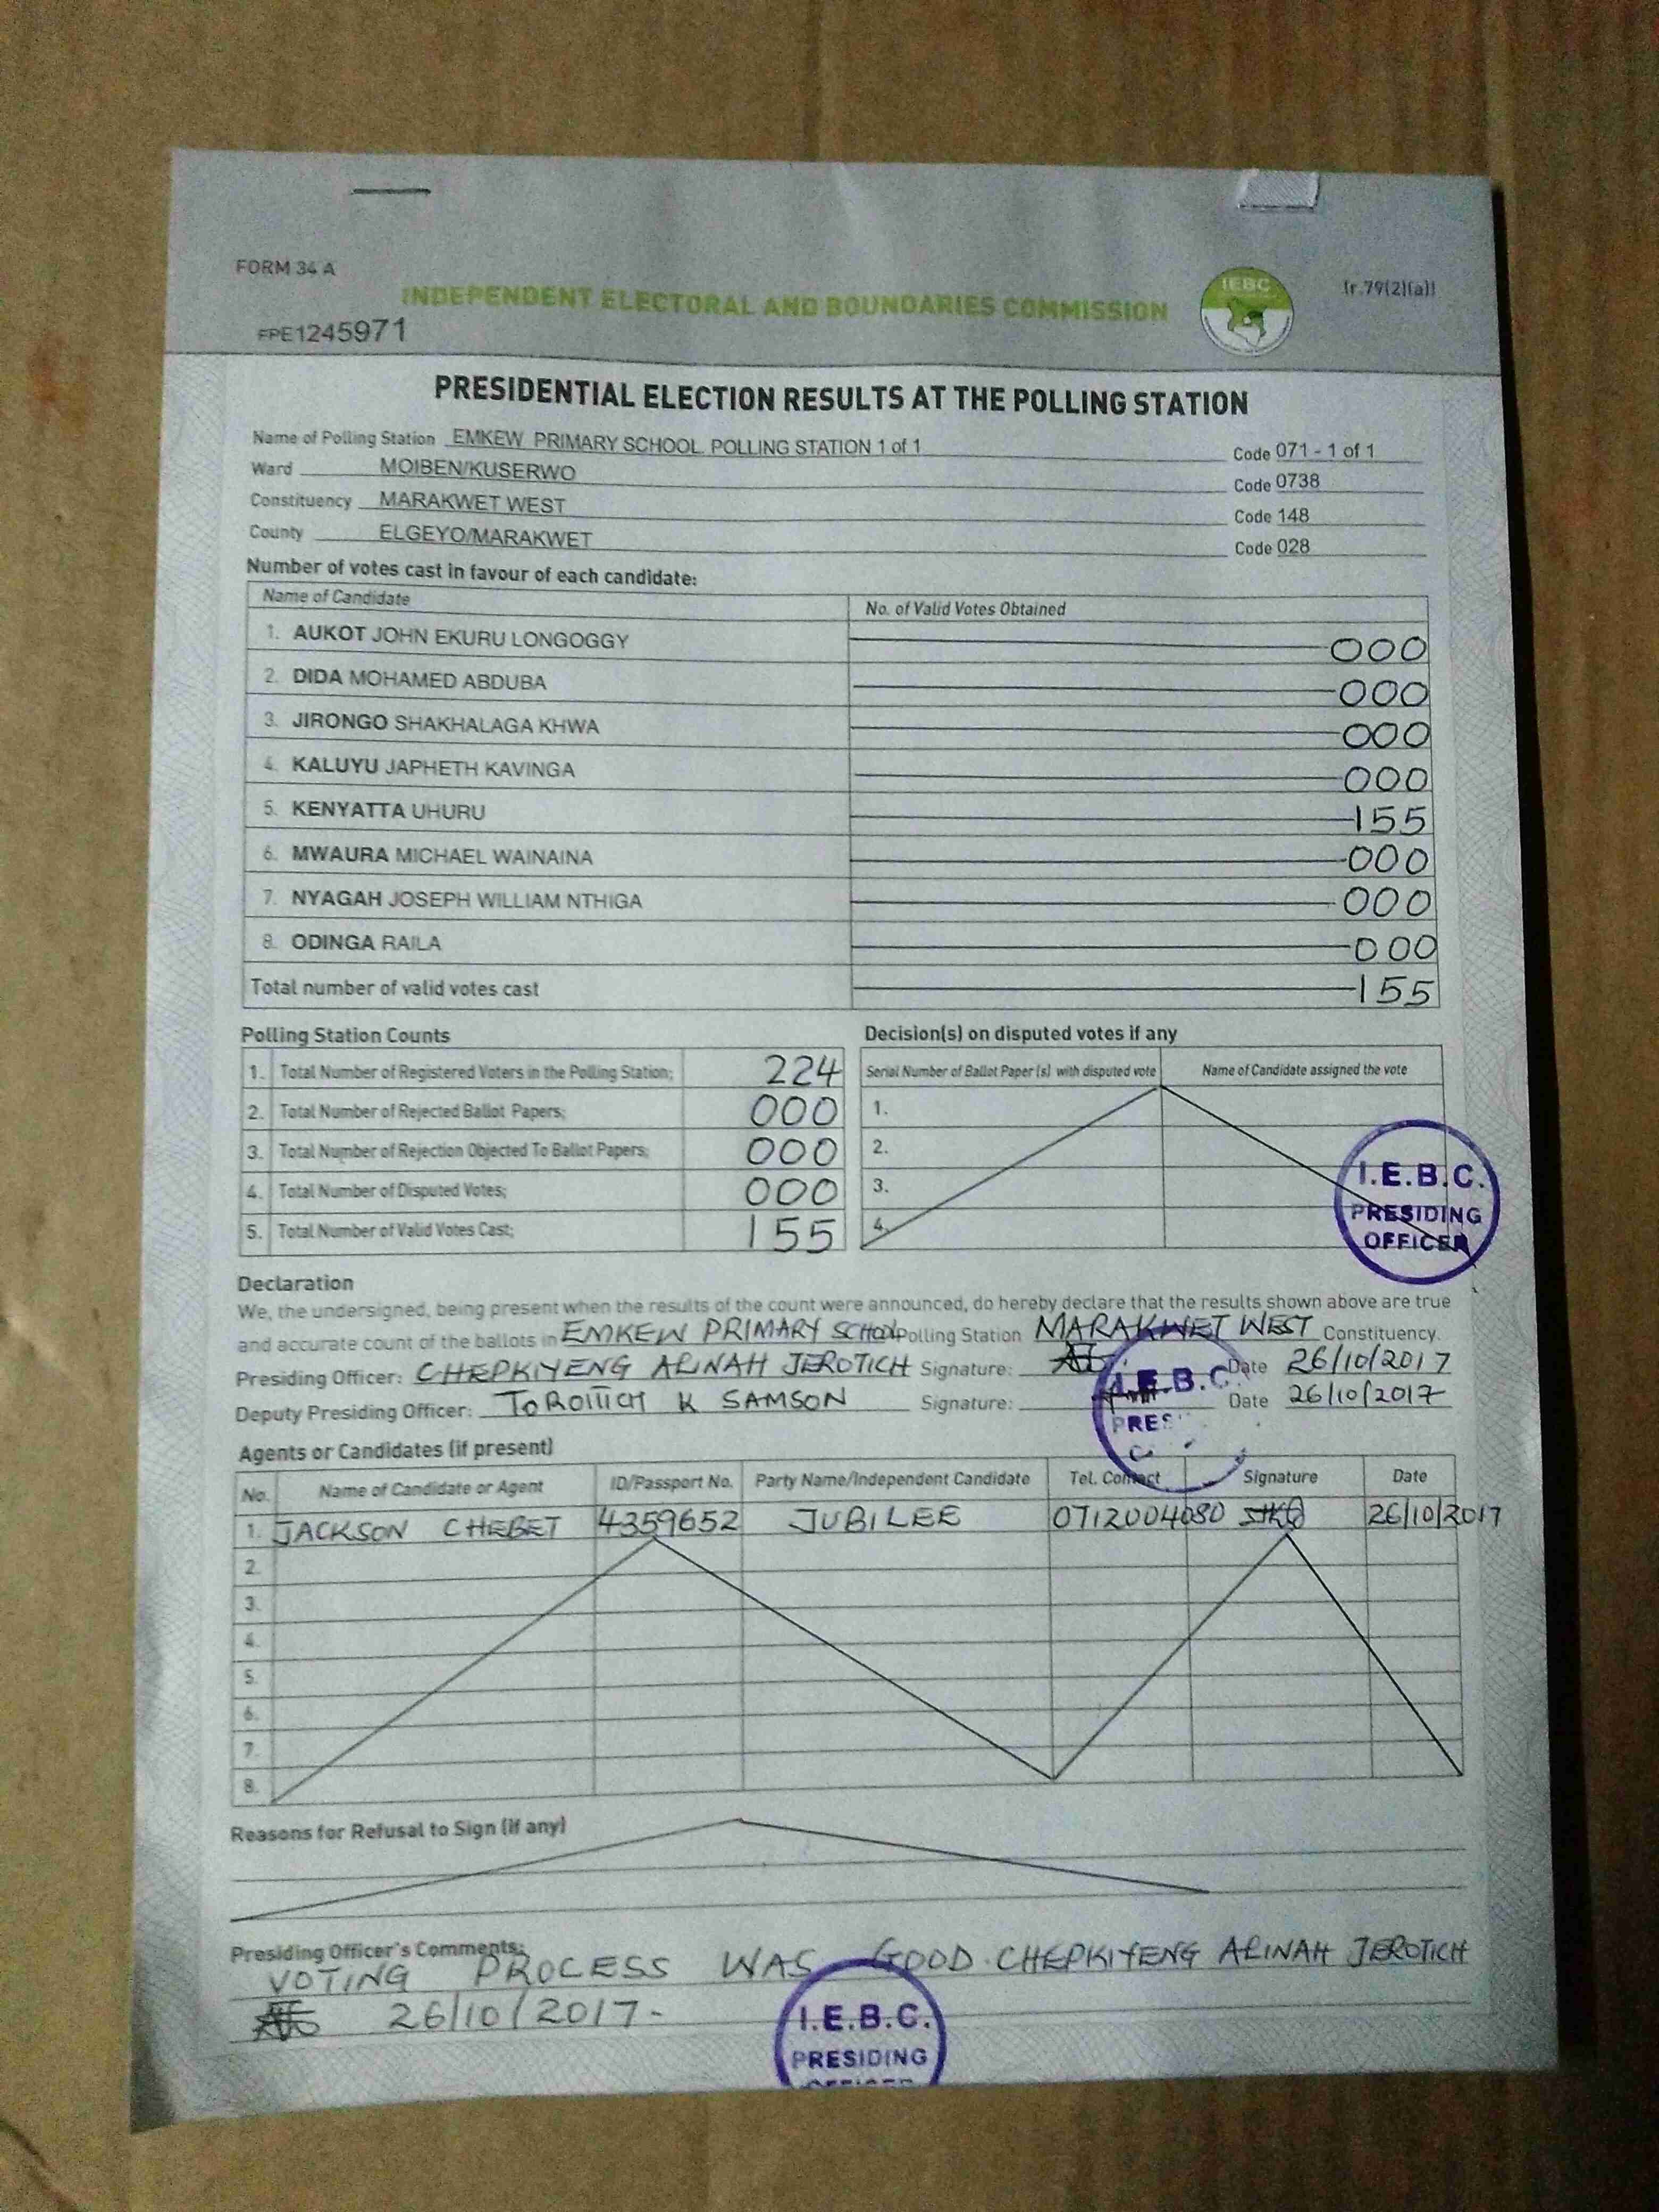 FORM 34 A
INDEPENDENT ELECTORAL AND BOUNDARIES COMMISSION
IEBC
(r.79(2)(a))
FPE1245971
PRESIDENTIAL ELECTION RESULTS AT THE POLLING STATION
Name of Polling Station EMKEW PRIMARY SCHOOL POLLING STATION 1 of 1 Code 071 - 1 of 1
Ward MOIBEN/KUSERWO Code 0738
Constituency MARAKWET WEST Code 148
County ELGEYO/MARAKWET Code 028
Number of votes cast in favour of each candidate:
Name of Candidate No. of Valid Votes Obtained
1. AUKOT JOHN EKURU LONGOGGY 000
2. DIDA MOHAMED ABDUBA 000
3. JIRONGO SHAKHALAGA KHWA 000
4. KALUYU JAPHETH KAVINGA 000
5. KENYATTA UHURU 155
6. MWAURA MICHAEL WAINAINA 000
7. NYAGAH JOSEPH WILLIAM NTHIGA 000
8. ODINGA RAILA 000
Total number of valid votes cast 155
Polling Station Counts
1. Total Number of Registered Voters in the Polling Station; 224
2. Total Number of Rejected Ballot Papers; 000
3. Total Number of Rejection Objected To Ballot Papers; 000
4. Total Number of Disputed Votes; 000
5. Total Number of Valid Votes Cast; 155
Decision(s) on disputed votes if any
Serial Number of Ballot Paper(s) with disputed vote Name of Candidate assigned the vote
1.
2.
3.
4.
I.E.B.C.
PRESIDING
OFFICER
Declaration
We, the undersigned, being present when the results of the count were announced, do hereby declare that the results shown above are true
and accurate count of the ballots in EMKEW PRIMARY SCHOOL Polling Station MARAKWET WEST Constituency.
Presiding Officer: CHEPKIYENG ALINAH JEROTICH Signature: Date 26/10/2017
Deputy Presiding Officer: TOROITICH K SAMSON Signature: Date 26/10/2017
I.E.B.C.
PRES
Agents or Candidates (if present)
No. Name of Candidate or Agent ID/Passport No. Party Name/Independent Candidate Tel. Contact Signature Date
1. JACKSON CHEBET 4359652 JUBILEE 0712004080 26/10/2017
2.
3.
4.
5.
6.
7.
8.
Reasons for Refusal to Sign (if any)
Presiding Officer's Comments:
VOTING PROCESS WAS GOOD. CHEPKIYENG ALINAH JEROTICH
26/10/2017-
I.E.B.C.
PRESIDING
OFFICER